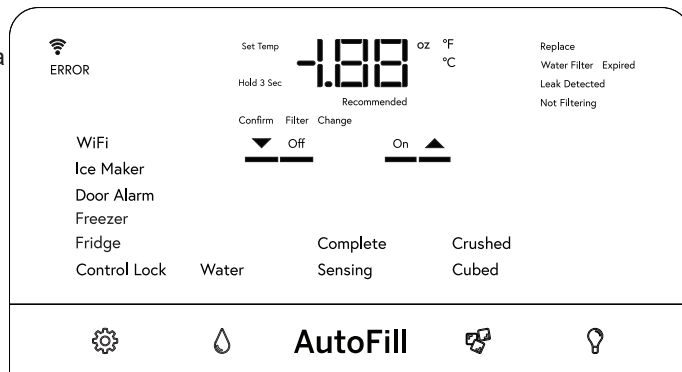 a
ERROR
Set Temp
-1.88 oz °F
°C
Hold 3 Sec
Recommended
Confirm Filter Change
Off On
Replace
Water Filter Expired
Leak Detected
Not Filtering
WiFi
Ice Maker
Door Alarm
Freezer
Fridge Complete Crushed
Control Lock Water Sensing Cubed
AutoFill